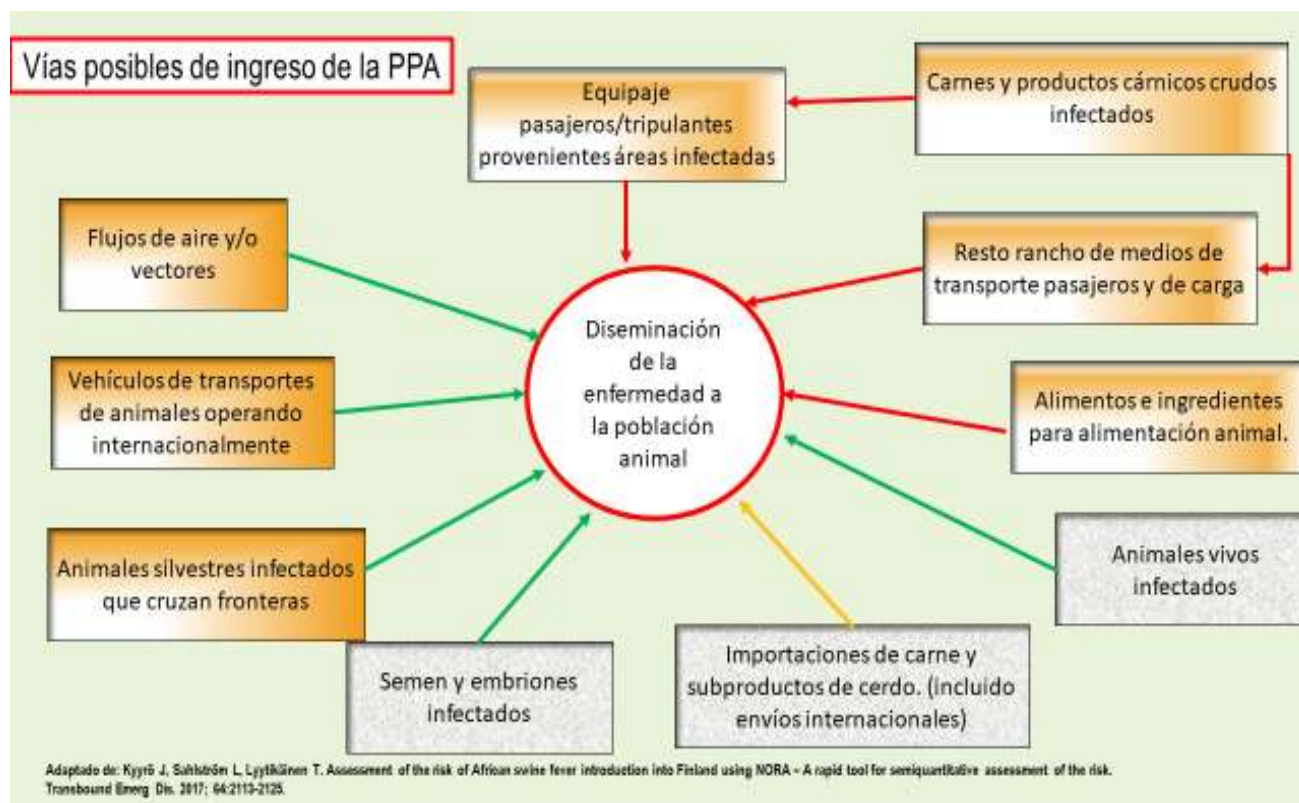 Vías posibles de ingreso de la PPA
Equipaje
pasajeros/tripulantes
provenientes áreas infectadas
Carnes y productos cárnicos crudos
infectados
Flujos de aire y/o
vectores
Resto rancho de medios de
transporte pasajeros y de carga
Diseminación
de la
enfermedad a
la población
animal
Vehículos de transportes
de animales operando
internacionalmente
Alimentos e ingredientes
para alimentación animal.
Animales silvestres infectados
que cruzan fronteras
Animales vivos
infectados
Semen y embriones
infectados
Importaciones de carne y
subproductos de cerdo. (incluido
envíos internacionales)
Adaptado de: Kyyrö J, Sahlström L, Lyytikäinen T. Assessment of the risk of African swine fever introduction into Finland using NORA – A rapid tool for semiquantitative assessment of the risk.
Transbound Emerg Dis. 2017; 64:2113-2125.